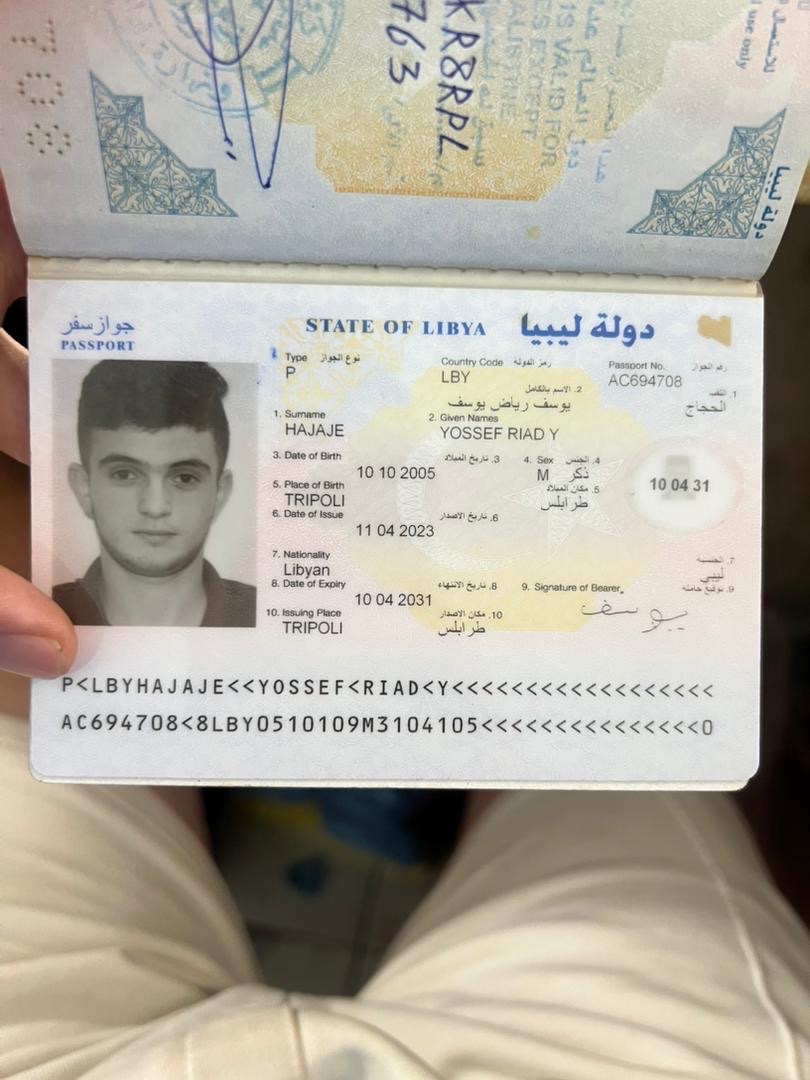 708
use only
KR8RPL
763
IS VALID FOR
ES EXCEPT
دولة ليبيا
جواز سفر
PASSPORT
STATE OF LIBYA دولة ليبيا
Type نوع الجواز
P
Country Code رمز الدولة
LBY
Passport No. رقم الجواز
AC694708
1. اللقب
الحجاج
2. الاسم بالكامل
يوسف رياض يوسف
1. Surname
HAJAJE
2. Given Names
YOSSEF RIAD Y
3. Date of Birth 3. تاريخ الميلاد
10 10 2005
4. Sex 4. الجنس
M ذكر
5. Place of Birth 5. مكان الميلاد
TRIPOLI طرابلس
10 04 31
6. Date of Issue 6. تاريخ الاصدار
11 04 2023
7. Nationality 7. الجنسية
Libyan ليبي
8. Date of Expiry 8. تاريخ الانتهاء
10 04 2031
9. Signature of Bearer 9. توقيع حامله
يوسف
10. Issuing Place 10. مكان الاصدار
TRIPOLI طرابلس
P<LBYHAJAJE<<YOSSEF<RIAD<Y<<<<<<<<<<<<<<<<<<
AC694708<8LBY0510109M3104105<<<<<<<<<<<<<<<0